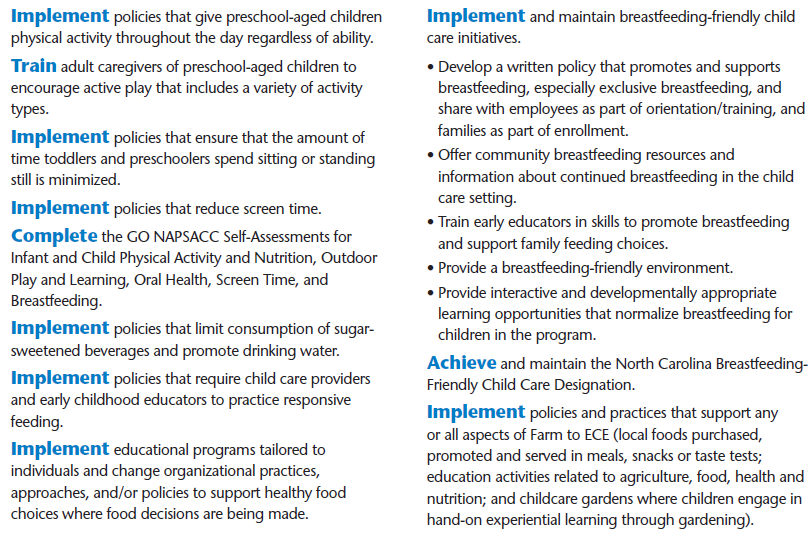 Implement policies that give preschool-aged children
physical activity throughout the day regardless of ability.
Train adult caregivers of preschool-aged children to
encourage active play that includes a variety of activity
types.
Implement policies that ensure that the amount of
time toddlers and preschoolers spend sitting or standing
still is minimized.
Implement policies that reduce screen time.
Complete the GO NAPSACC Self-Assessments for
Infant and Child Physical Activity and Nutrition, Outdoor
Play and Learning, Oral Health, Screen Time, and
Breastfeeding.
Implement policies that limit consumption of sugar-
sweetened beverages and promote drinking water.
Implement policies that require child care providers
and early childhood educators to practice responsive
feeding.
Implement educational programs tailored to
individuals and change organizational practices,
approaches, and/or policies to support healthy food
choices where food decisions are being made.
Implement and maintain breastfeeding-friendly child
care initiatives.
• Develop a written policy that promotes and supports
breastfeeding, especially exclusive breastfeeding, and
share with employees as part of orientation/training, and
families as part of enrollment.
• Offer community breastfeeding resources and
information about continued breastfeeding in the child
care setting.
• Train early educators in skills to promote breastfeeding
and support family feeding choices.
• Provide a breastfeeding-friendly environment.
• Provide interactive and developmentally appropriate
learning opportunities that normalize breastfeeding for
children in the program.
Achieve and maintain the North Carolina Breastfeeding-
Friendly Child Care Designation.
Implement policies and practices that support any
or all aspects of Farm to ECE (local foods purchased,
promoted and served in meals, snacks or taste tests;
education activities related to agriculture, food, health and
nutrition; and childcare gardens where children engage in
hand-on experiential learning through gardening).